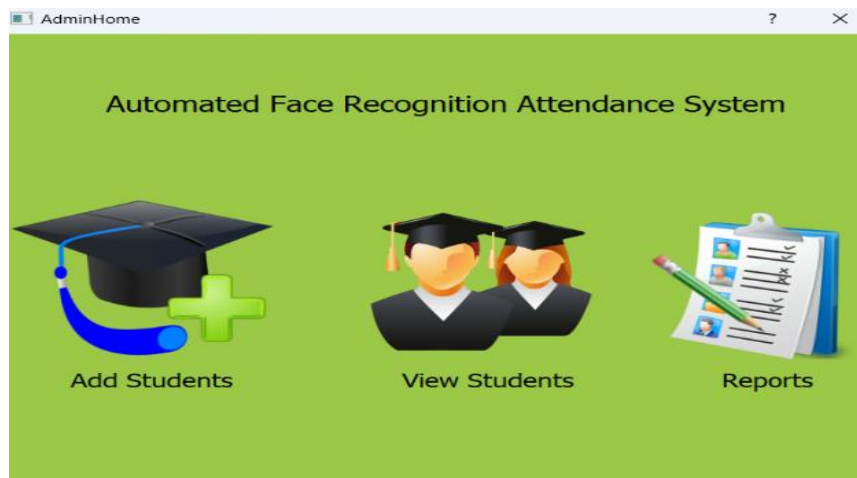 AdminHome
?
Automated Face Recognition Attendance System
Add Students
View Students
Reports